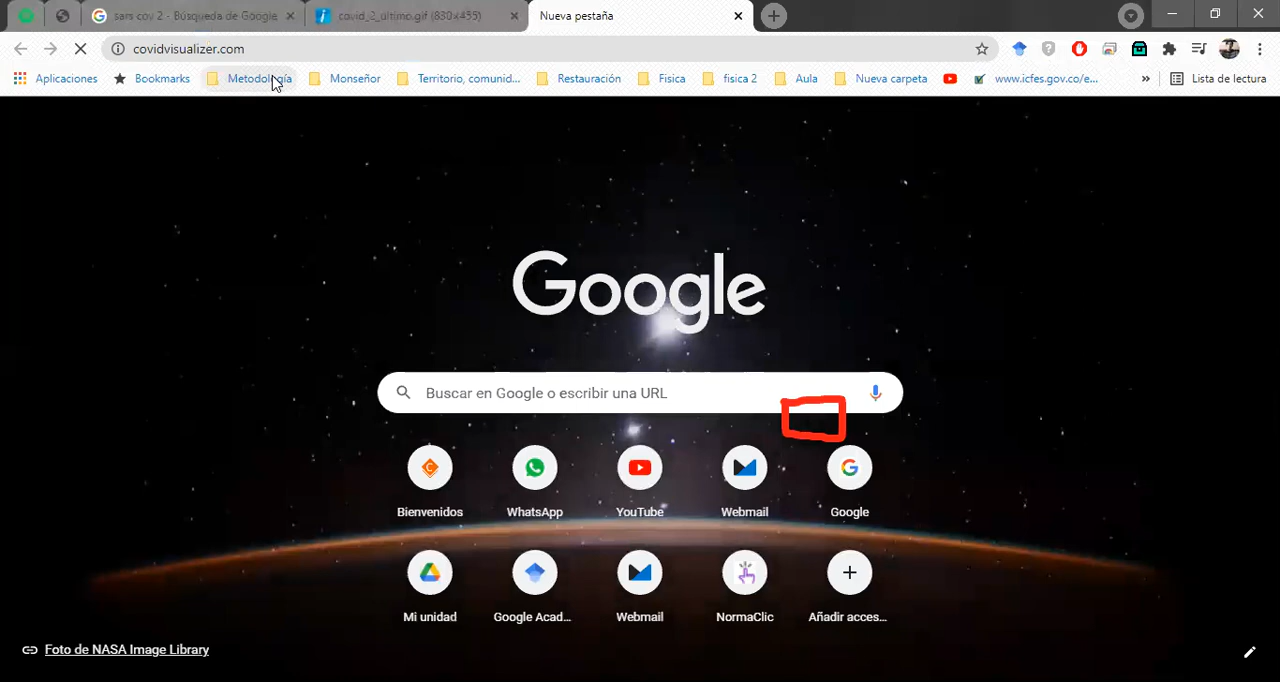 sars cov 2 - Búsqueda de Google
covid_2_ultimo.gif (830×455)
Nueva pestaña
covidvisualizer.com
Aplicaciones
Bookmarks
Metodología
Monseñor
Territorio, comunid...
Restauración
Fisica
fisica 2
Aula
Nueva carpeta
www.icfes.gov.co/e...
»
Lista de lectura
Google
Buscar en Google o escribir una URL
Bienvenidos
WhatsApp
YouTube
Webmail
Google
Mi unidad
Google Acad...
Webmail
NormaClic
Añadir acces...
Foto de NASA Image Library